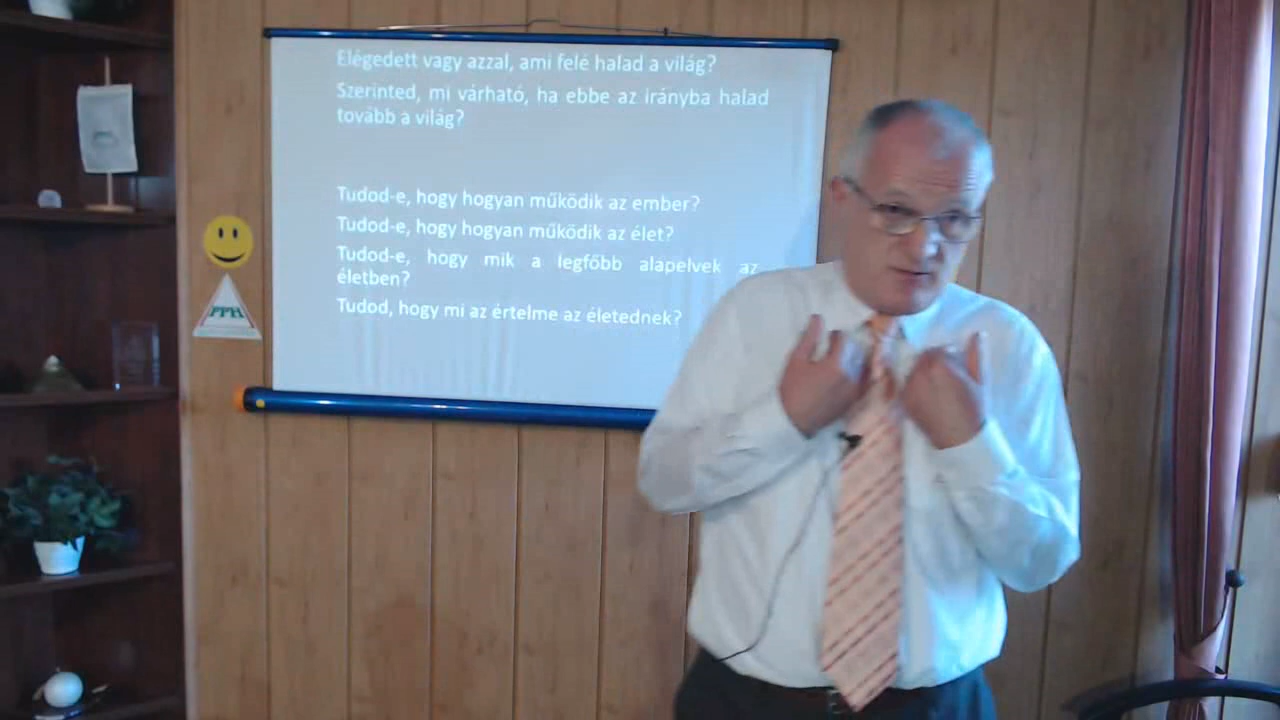 Elégedett vagy azzal, ami felé halad a világ?
Szerinted, mi várható, ha ebbe az irányba halad
tovább a világ?
Tudod-e, hogy hogyan működik az ember?
Tudod-e, hogy hogyan működik az élet?
Tudod-e, hogy mik a legfőbb alapelvek az
életben?
Tudod, hogy mi az értelme az életednek?
PPH